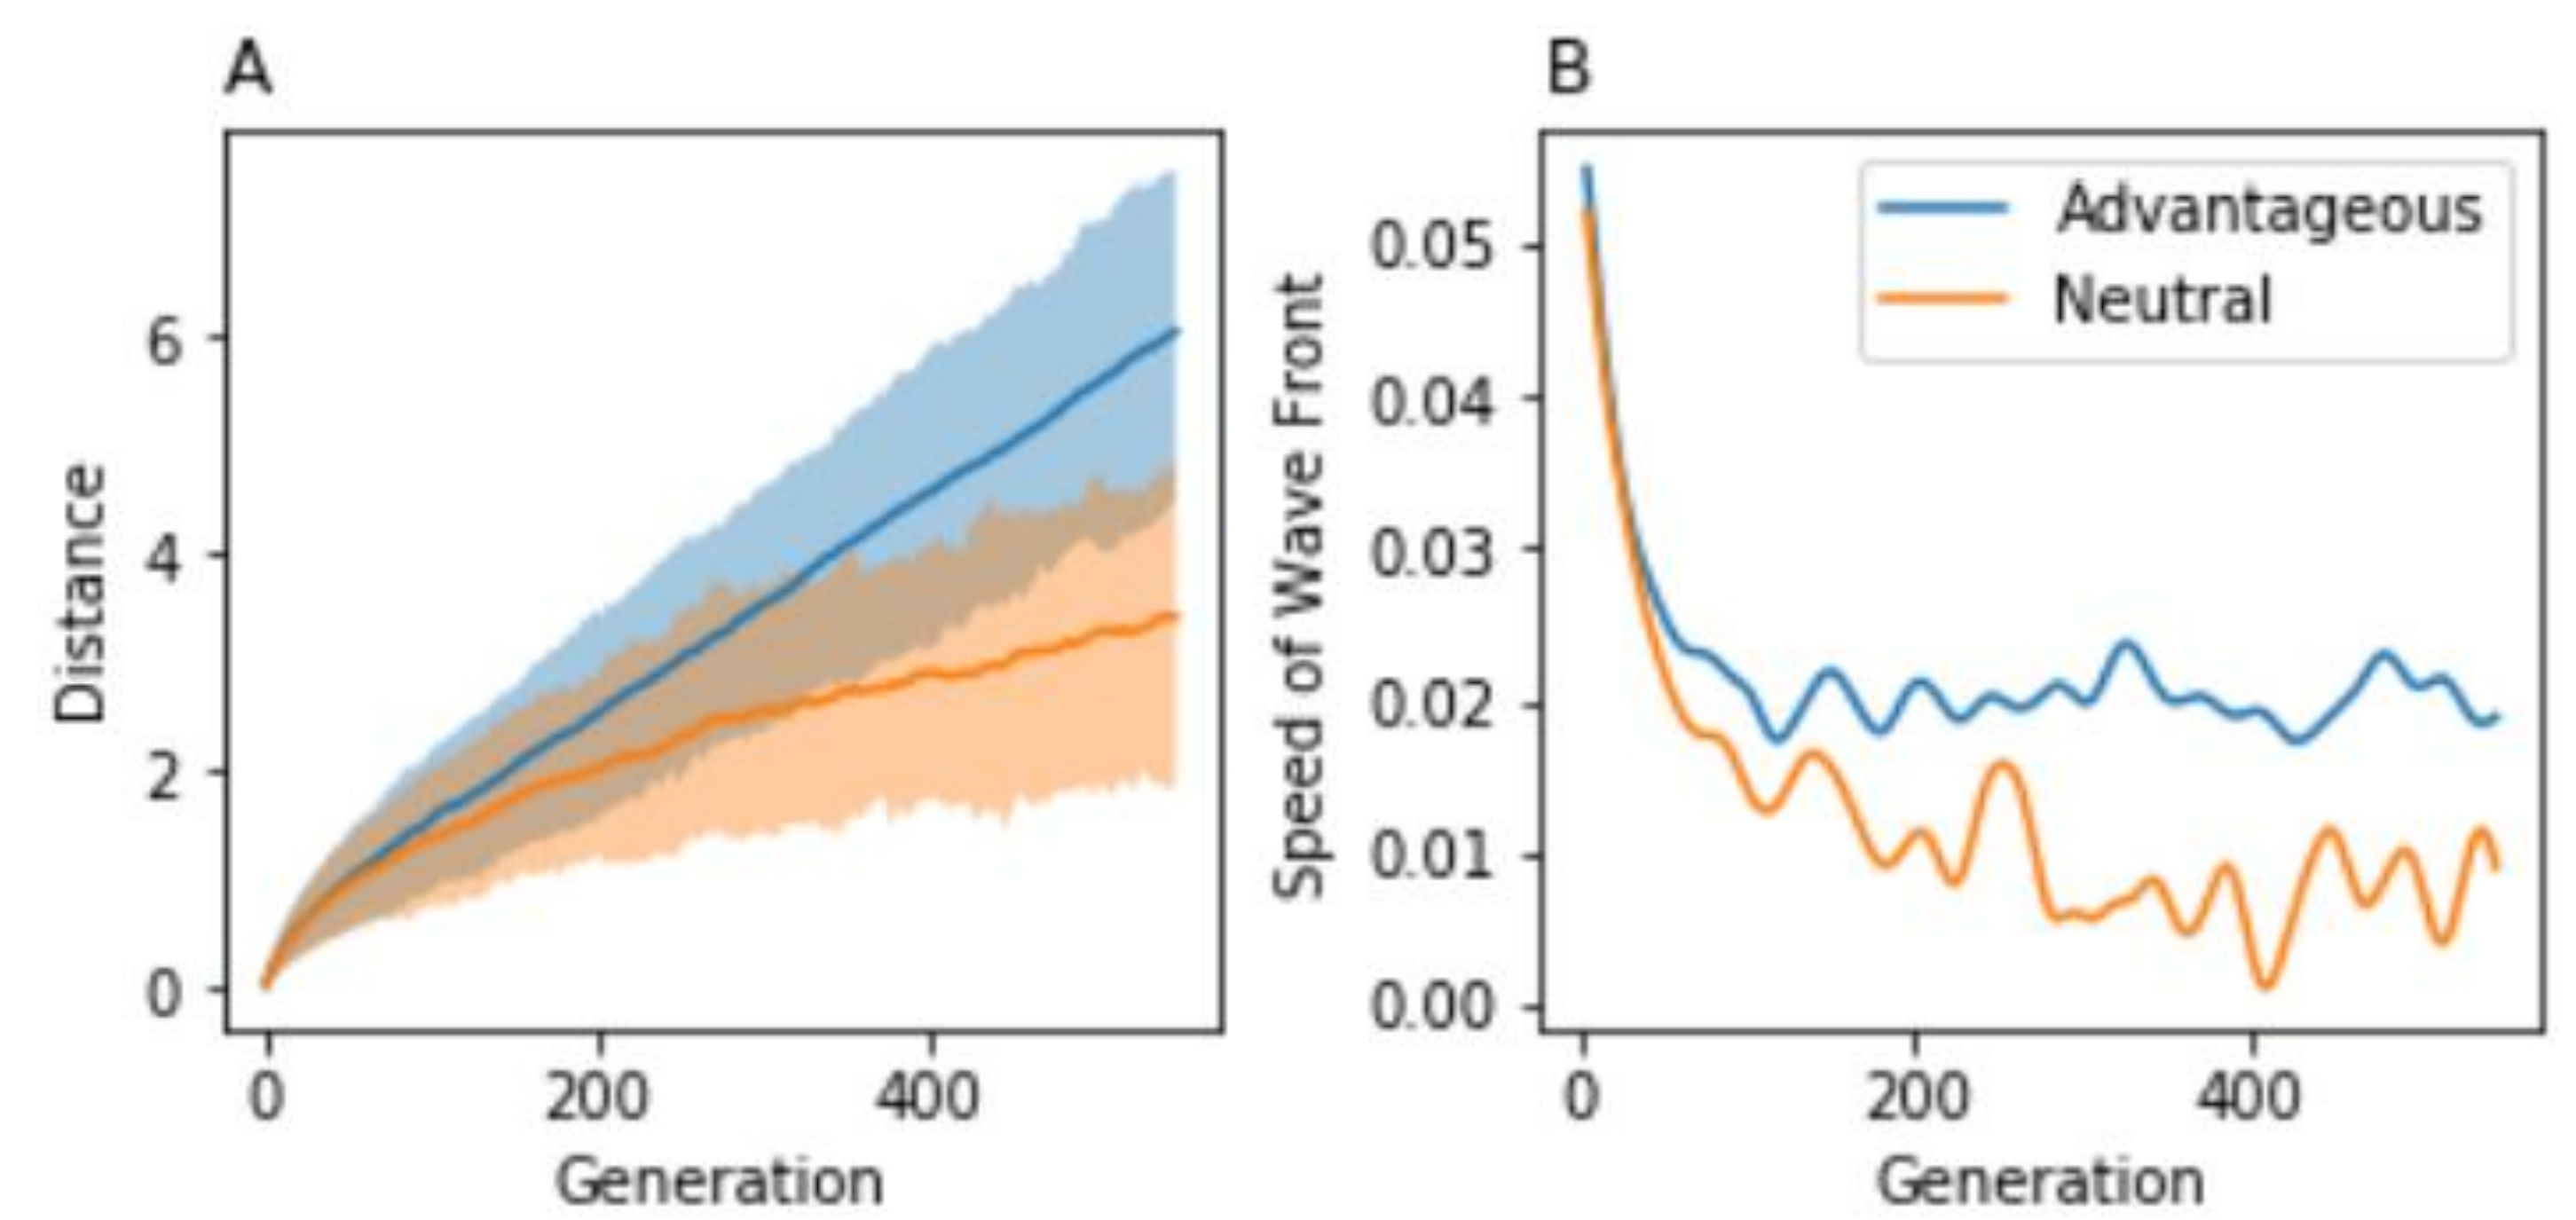 A
Distance
6
4
2
0
0 200 400
Generation
B
Speed of Wave Front
0.05
0.04
0.03
0.02
0.01
0.00
0 200 400
Generation
Advantageous
Neutral